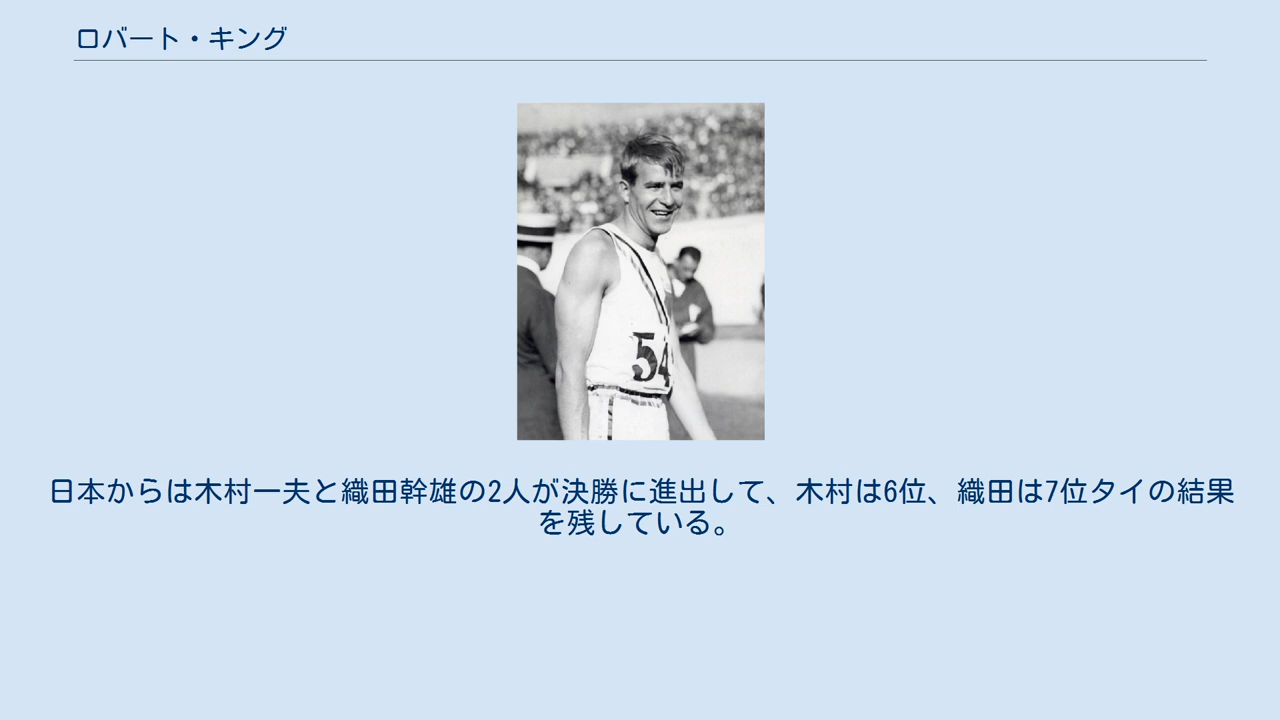 ロバート・キング
54
日本からは木村一夫と織田幹雄の2人が決勝に進出して、木村は6位、織田は7位タイの結果
を残している。